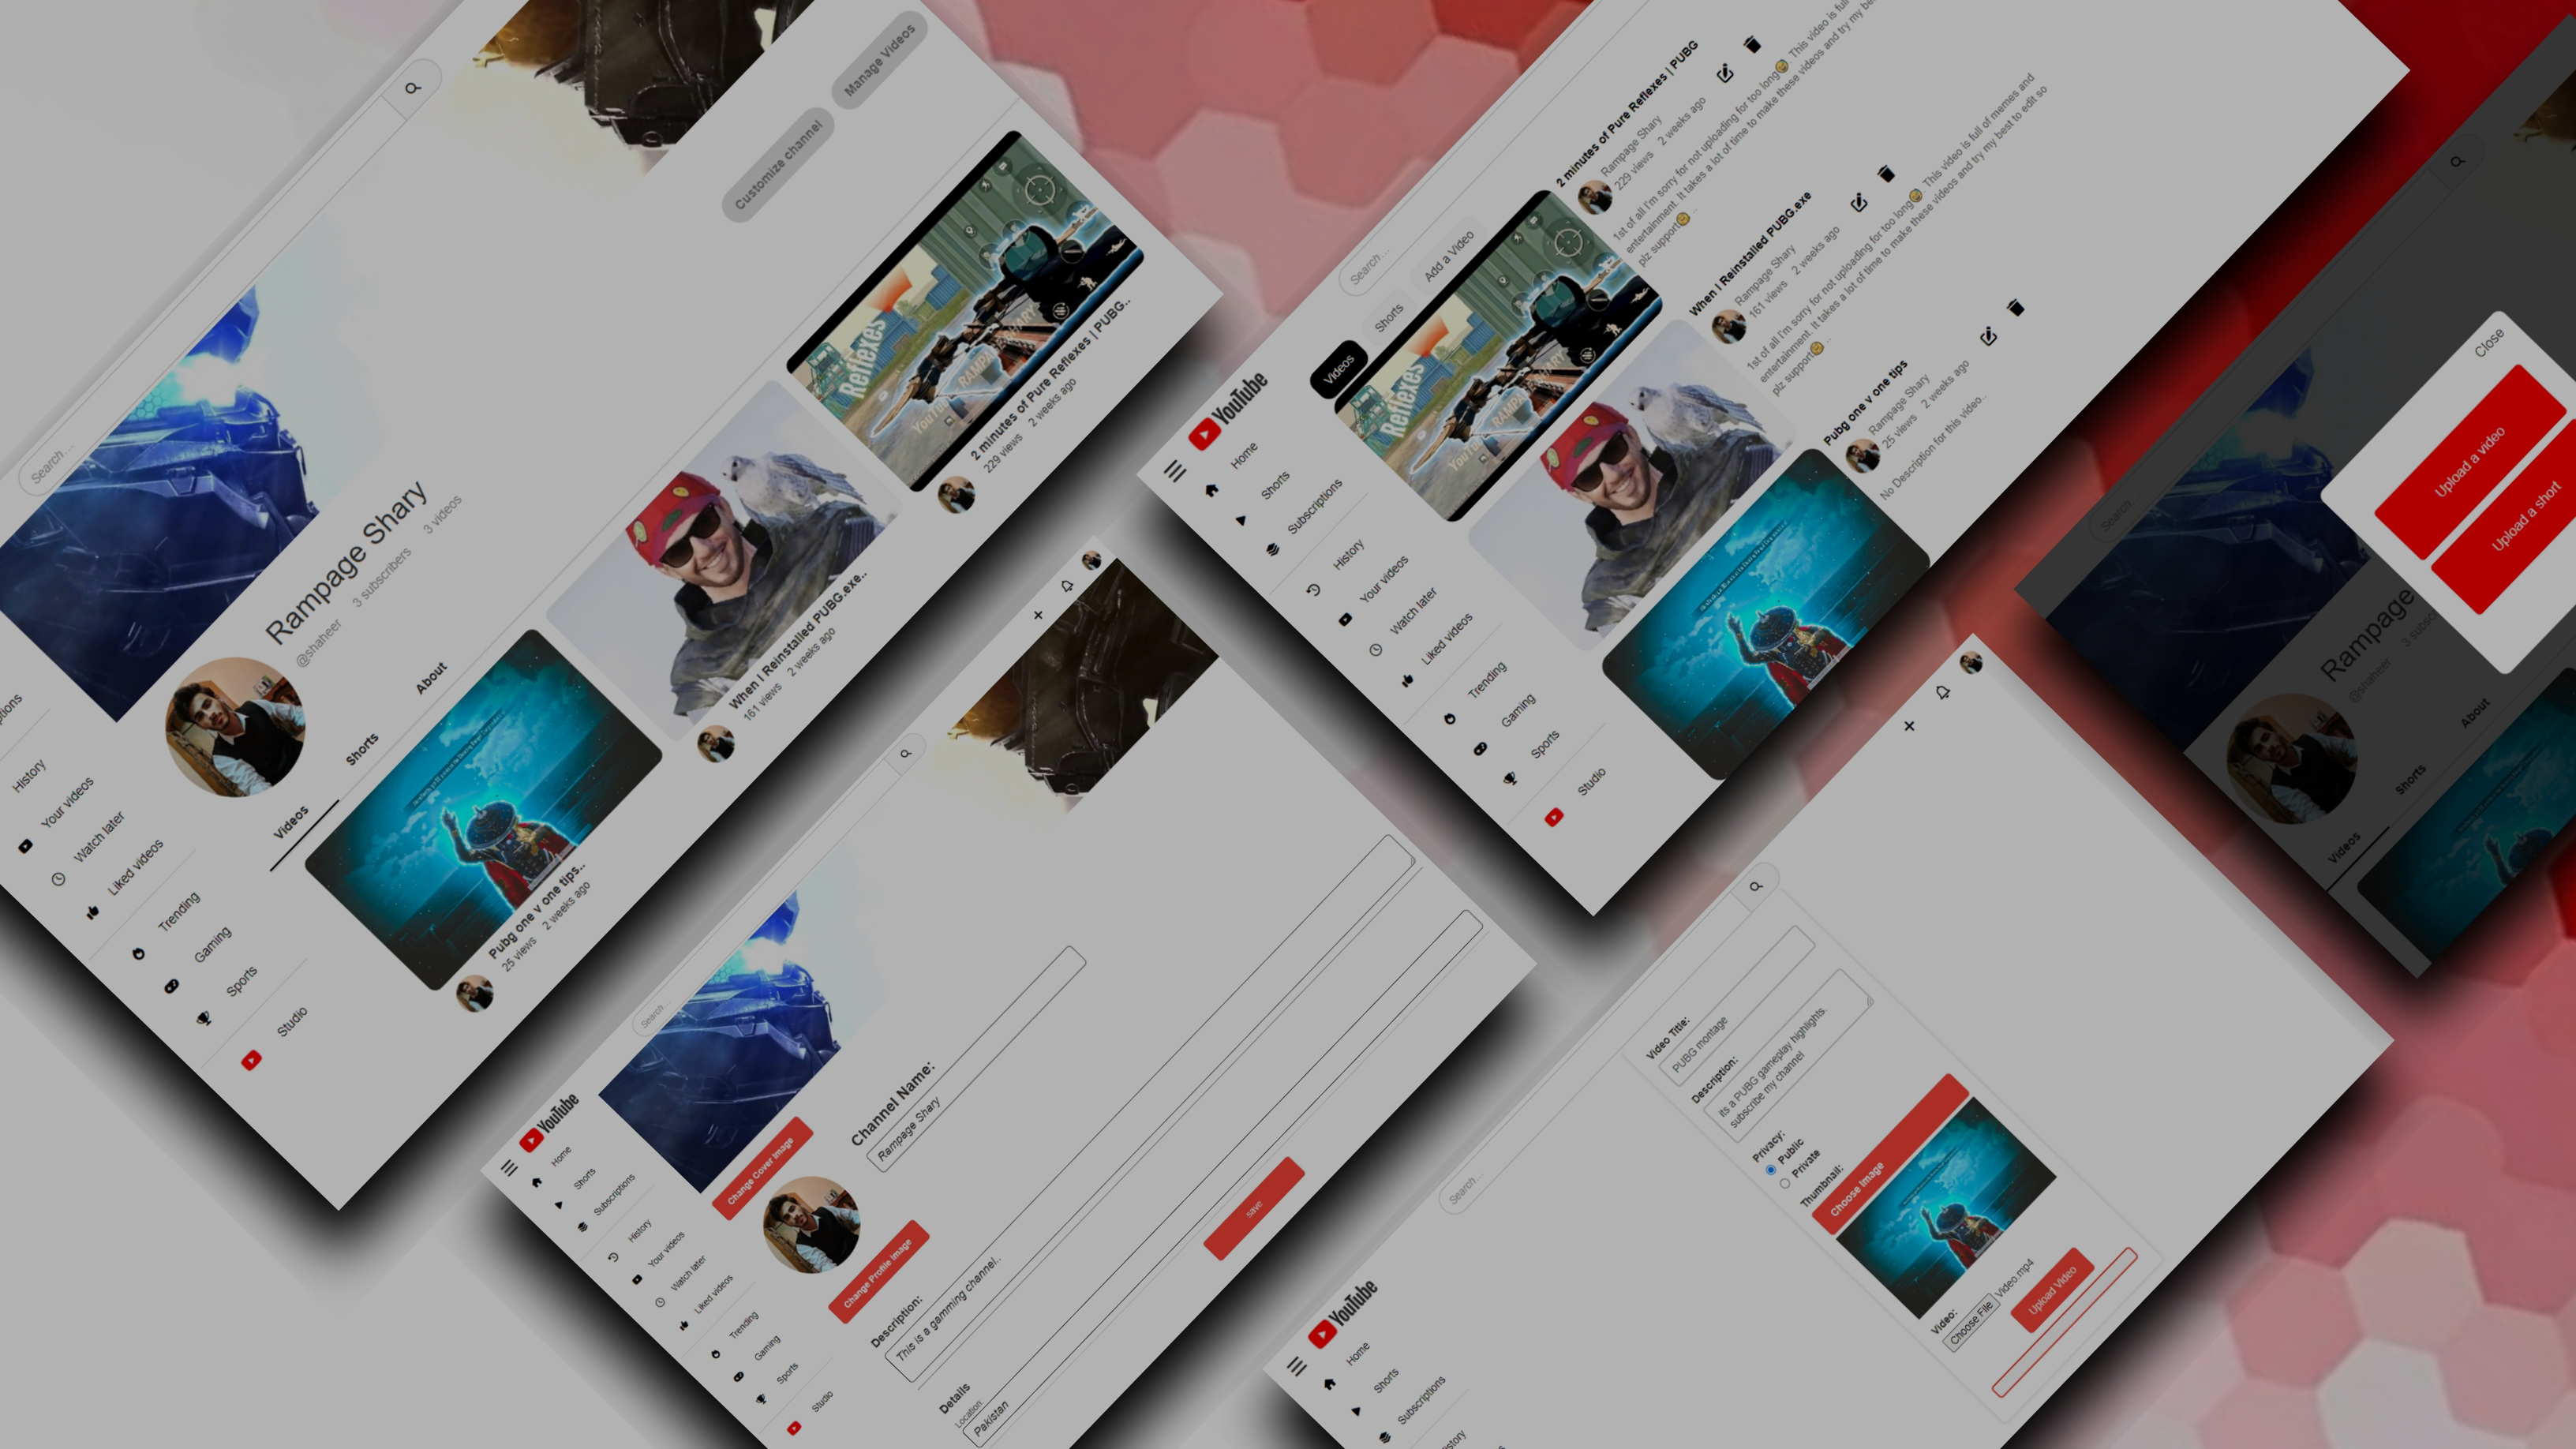 Search...
Manage Videos
Customize channel
Rampage Shary
@shaheer 3 subscribers 3 videos
Videos
Shorts
About
History
Your videos
Watch later
Liked videos
Trending
Gaming
Sports
Studio
Pubg one v one tips..
25 views 2 weeks ago
When I Reinstalled PUBG.exe..
161 views 2 weeks ago
Reflexes
2 minutes of Pure Reflexes | PUBG..
229 views 2 weeks ago
YouTube
Home
Shorts
Subscriptions
History
Your videos
Watch later
Liked videos
Trending
Gaming
Sports
Studio
Search...
Videos
Shorts
Add a Video
Reflexes
2 minutes of Pure Reflexes | PUBG
Rampage Shary
229 views 2 weeks ago
1st of all I'm sorry for not uploading for too long😅 This video is full
entertainment. It takes a lot of time to make these videos and try my be
plz support😊...
When I Reinstalled PUBG.exe
Rampage Shary
161 views 2 weeks ago
1st of all I'm sorry for not uploading for too long😅 This video is full of memes and
entertainment. It takes a lot of time to make these videos and try my best to edit so
plz support😊...
Pubg one v one tips
Rampage Shary
25 views 2 weeks ago
No Description for this video..
YouTube
Home
Shorts
Subscriptions
History
Your videos
Watch later
Liked videos
Trending
Gaming
Sports
Studio
Search...
Change Cover Image
Change Profile Image
Channel Name:
Rampage Shary
Description:
This is a gamming channel..
Details
Location:
Pakistan
save
YouTube
Home
Shorts
Subscriptions
Search...
Video Title:
PUBG montage
Description:
its a PUBG gameplay highlights.
subscribe my channel
Privacy:
Public
Private
Thumbnail:
Choose Image
Video:
Choose File Video.mp4
Upload Video
Search
Close
Upload a video
Upload a short
Rampage
@shaheer 3 subsc
Videos
Shorts
About